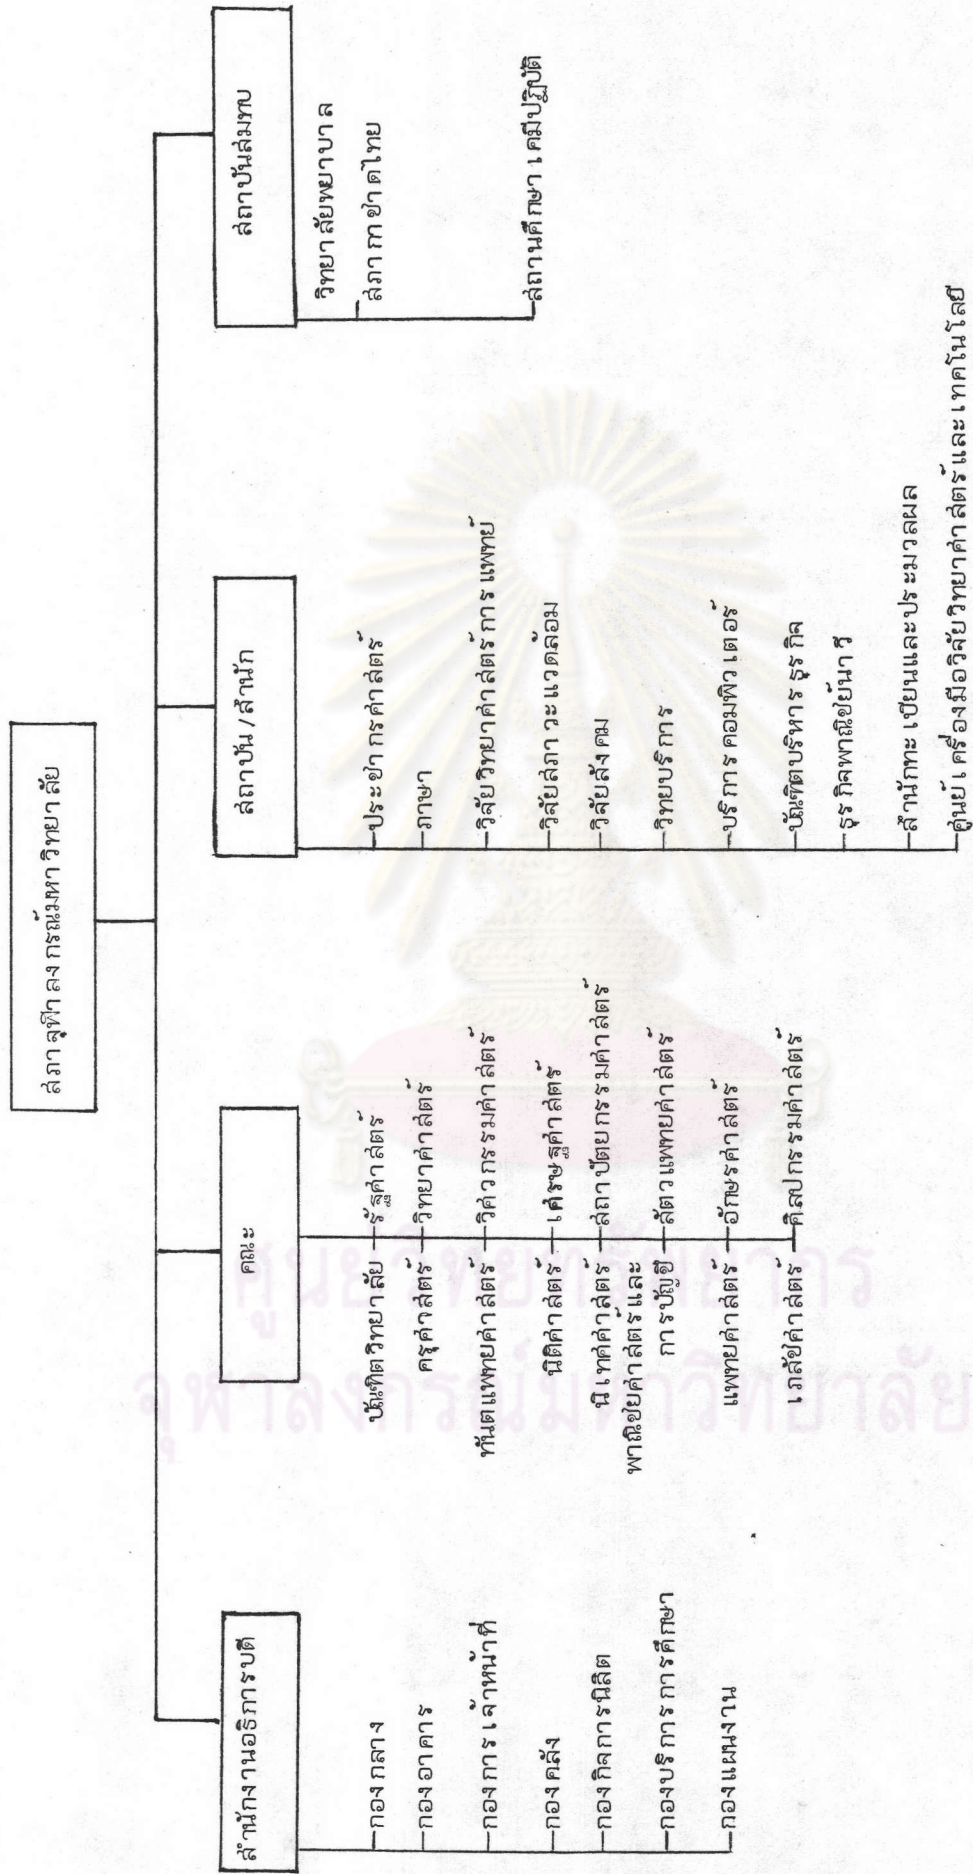 สภาจุฬาลงกรณ์มหาวิทยาลัย
สำนักงานอธิการบดี
กองกลาง
กองอาคาร
กองการเจ้าหน้าที่
กองคลัง
กองกิจการนิสิต
กองบริการการศึกษา
กองแผนงาน
คณะ
บัณฑิตวิทยาลัย รัฐศาสตร์
ครุศาสตร์ วิทยาศาสตร์
ทันตแพทยศาสตร์ วิศวกรรมศาสตร์
นิติศาสตร์ เศรษฐศาสตร์
นิเทศศาสตร์ สถาปัตยกรรมศาสตร์
พาณิชยศาสตร์และ
การบัญชี สัตวแพทยศาสตร์
แพทยศาสตร์ อักษรศาสตร์
เภสัชศาสตร์ ศิลปกรรมศาสตร์
สถาบัน/สำนัก
ประชากรศาสตร์
ภาษา
วิจัยวิทยาศาสตร์การแพทย์
วิจัยสภาวะแวดล้อม
วิจัยสังคม
วิทยบริการ
บริการคอมพิวเตอร์
บัณฑิตบริหารธุรกิจ
ธุรกิจพาณิชย์นาวี
สำนักทะเบียนและประมวลผล
ศูนย์เครื่องมือวิจัยวิทยาศาสตร์และเทคโนโลยี
สถาบันสมทบ
วิทยาลัยพยาบาล
สภากาชาดไทย
สถานศึกษาเคมีปฏิบัติ
ศูนย์วิทยทรัพยากร
จุฬาลงกรณ์มหาวิทยาลัย